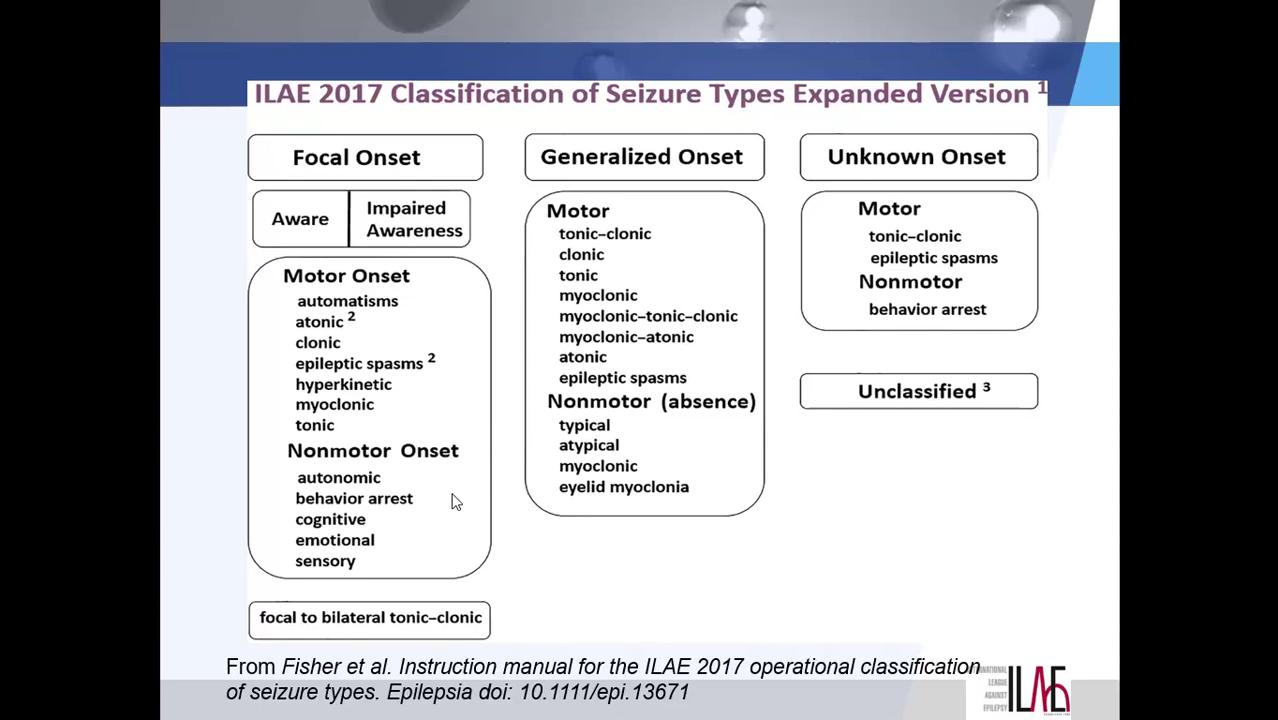 ILAE 2017 Classification of Seizure Types Expanded Version 1
Focal Onset
Aware
Impaired
Awareness
Motor Onset
automatisms
atonic 2
clonic
epileptic spasms 2
hyperkinetic
myoclonic
tonic
Nonmotor Onset
autonomic
behavior arrest
cognitive
emotional
sensory
focal to bilateral tonic–clonic
Generalized Onset
Motor
tonic–clonic
clonic
tonic
myoclonic
myoclonic–tonic–clonic
myoclonic–atonic
atonic
epileptic spasms
Nonmotor (absence)
typical
atypical
myoclonic
eyelid myoclonia
Unknown Onset
Motor
tonic–clonic
epileptic spasms
Nonmotor
behavior arrest
Unclassified 3
From Fisher et al. Instruction manual for the ILAE 2017 operational classification
of seizure types. Epilepsia doi: 10.1111/epi.13671
LEAGUE
AGAINST
EPILEPSY
ILAE